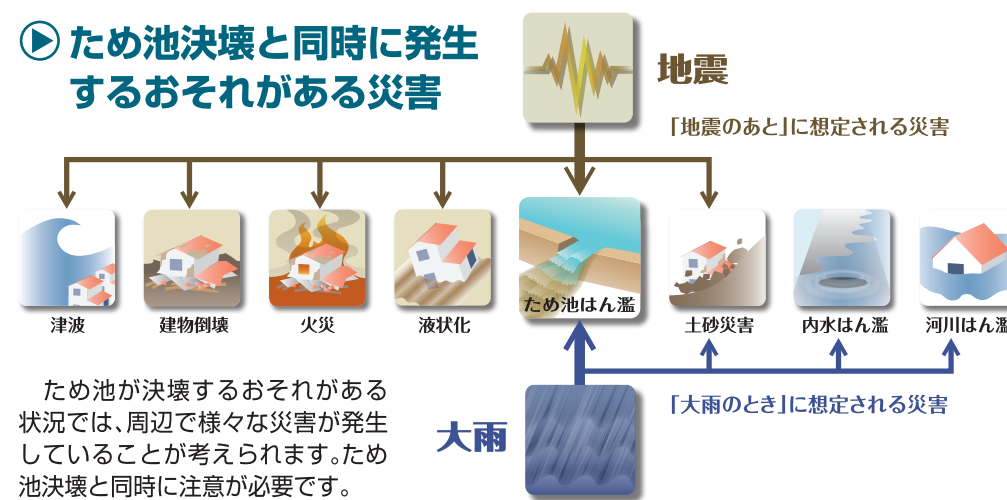 ため池決壊と同時に発生
するおそれがある災害
地震
「地震のあと」に想定される災害
津波
建物倒壊
火災
液状化
ため池はん濫
土砂災害
内水はん濫
河川はん濫
ため池が決壊するおそれがある
状況では、周辺で様々な災害が発生
していることが考えられます。ため
池決壊と同時に注意が必要です。
大雨
「大雨のとき」に想定される災害